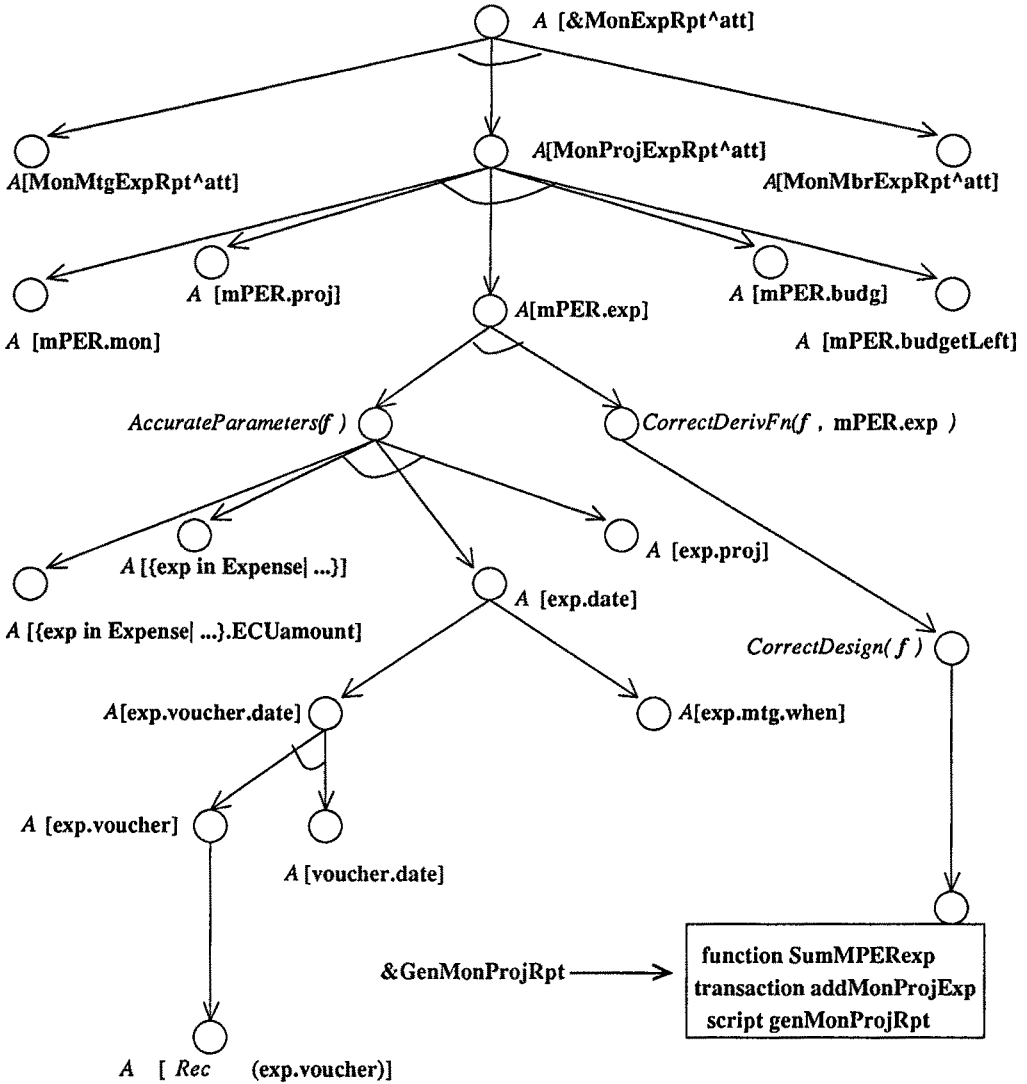 A [&MonExpRpt^att]
A[MonMtgExpRpt^att]
A[MonProjExpRpt^att]
A[MonMbrExpRpt^att]
A [mPER.proj]
A [mPER.budg]
A [mPER.mon]
A[mPER.exp]
A [mPER.budgetLeft]
AccurateParameters(f )
CorrectDerivFn(f , mPER.exp )
A [{exp in Expense| ...}]
A [exp.proj]
A [{exp in Expense| ...}.ECUamount]
A [exp.date]
CorrectDesign( f )
A[exp.voucher.date]
A[exp.mtg.when]
A [exp.voucher]
A [voucher.date]
&GenMonProjRpt
function SumMPERexp
transaction addMonProjExp
script genMonProjRpt
A [ Rec (exp.voucher)]